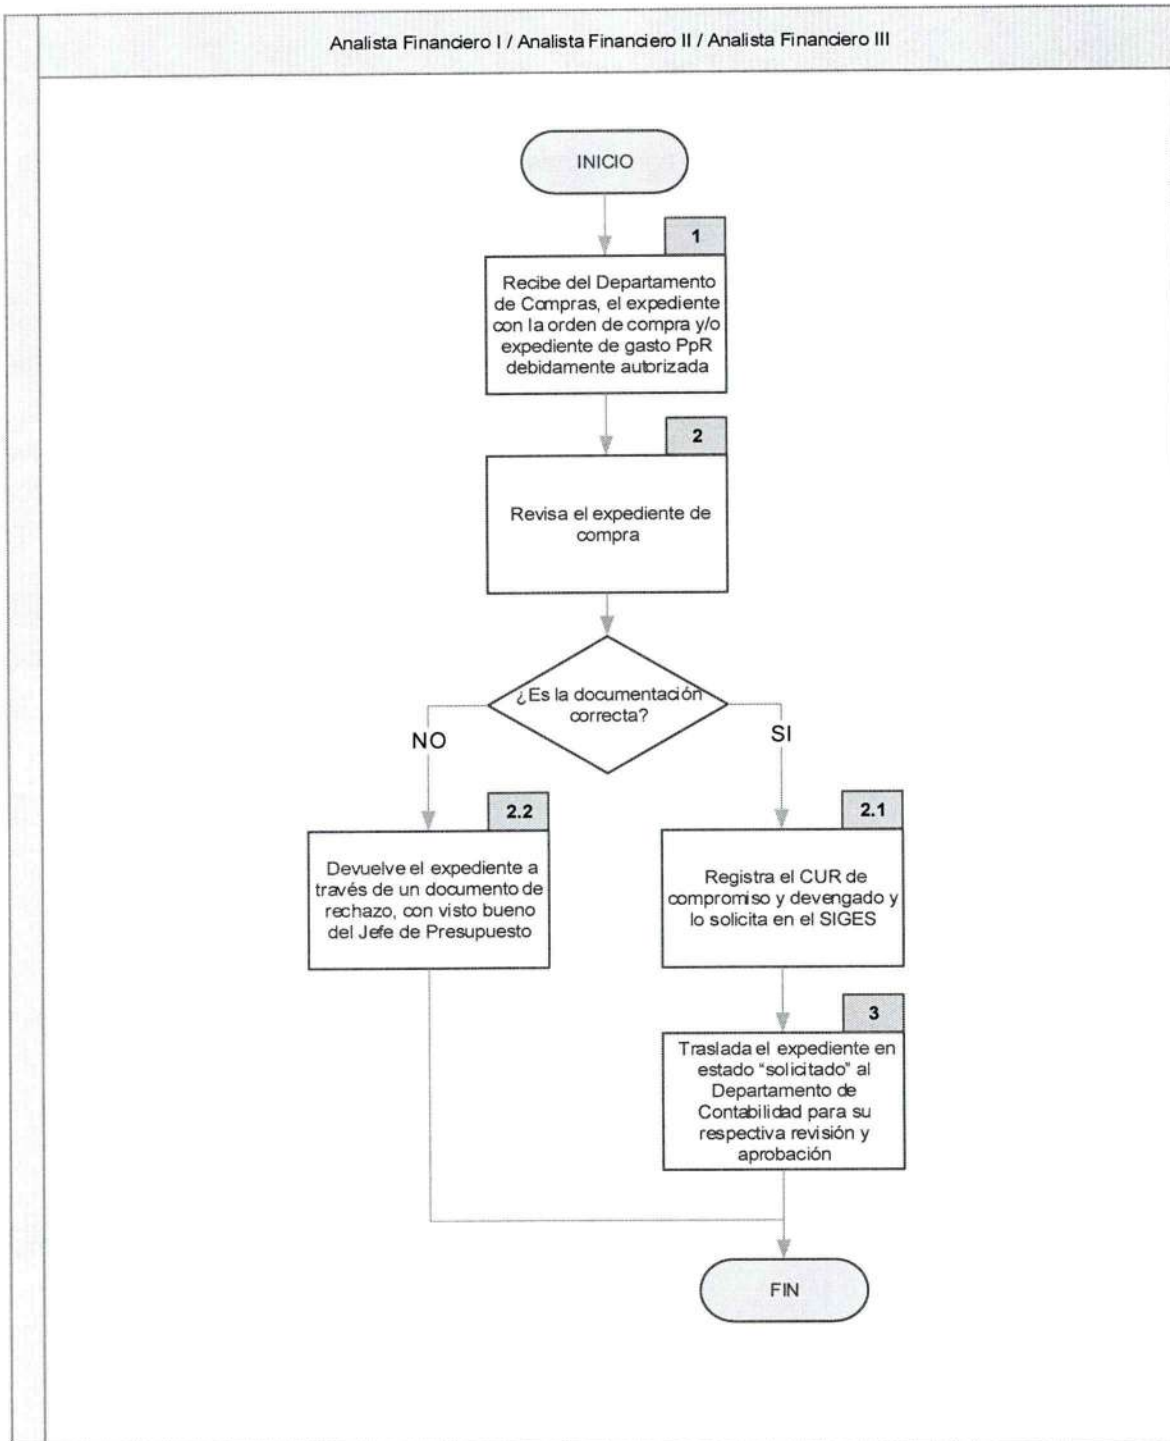 Analista Financiero I / Analista Financiero II / Analista Financiero III
INICIO
1
Recibe del Departamento
de Compras, el expediente
con la orden de compra y/o
expediente de gasto PpR
debidamente autorizada
2
Revisa el expediente de
compra
¿Es la documentación
correcta?
NO
SI
2.2
Devuelve el expediente a
través de un documento de
rechazo, con visto bueno
del Jefe de Presupuesto
2.1
Registra el CUR de
compromiso y devengado y
lo solicita en el SIGES
3
Traslada el expediente en
estado “solicitado” al
Departamento de
Contabilidad para su
respectiva revisión y
aprobación
FIN